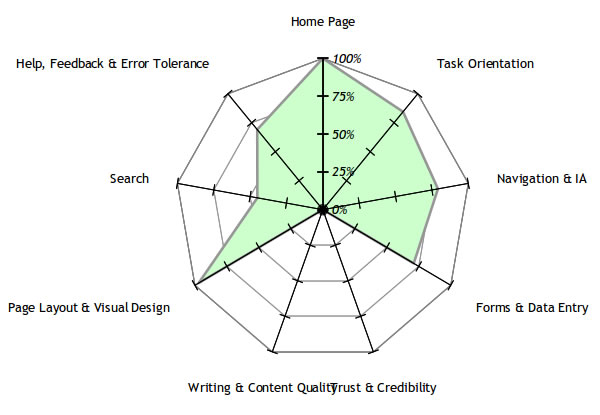 Home Page
Help, Feedback & Error Tolerance
Task Orientation
100%
75%
50%
25%
0%
Search
Navigation & IA
Page Layout & Visual Design
Forms & Data Entry
Writing & Content Quality
Trust & Credibility